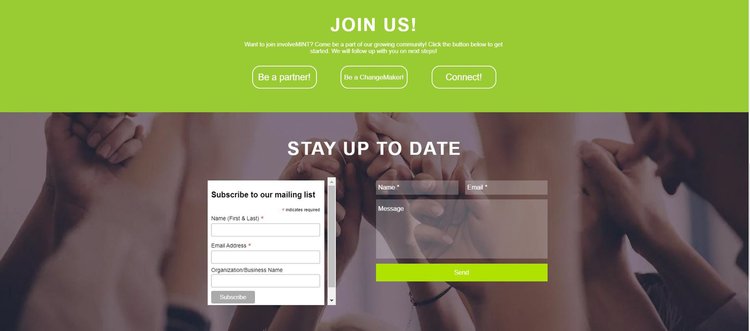 JOIN US!
Want to join involveMINT? Come be a part of our growing community! Click the button below to get
started. We will follow up with you on next steps!
Be a partner!
Be a ChangeMaker!
Connect!
STAY UP TO DATE
Subscribe to our mailing list
* indicates required
Name (First & Last) *
Email Address *
Organization/Business Name
Subscribe
Name *
Email *
Message
Send